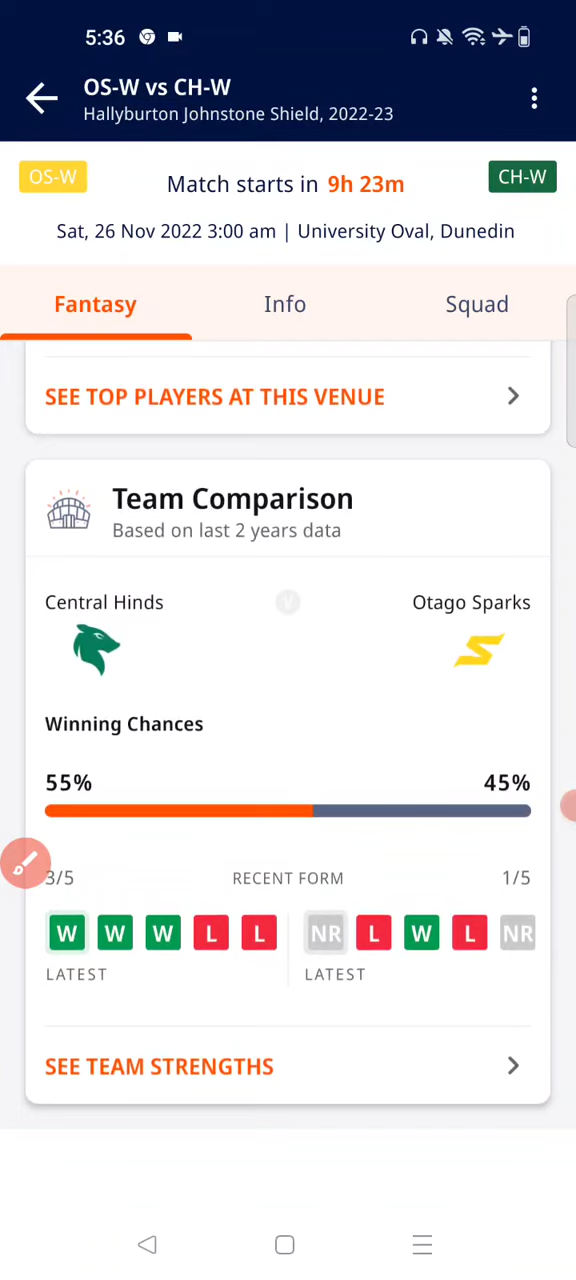 5:36
OS-W vs CH-W
Hallyburton Johnstone Shield, 2022-23
OS-W
Match starts in 9h 23m
CH-W
Sat, 26 Nov 2022 3:00 am | University Oval, Dunedin
Fantasy Info Squad
SEE TOP PLAYERS AT THIS VENUE
Team Comparison
Based on last 2 years data
Central Hinds V Otago Sparks
Winning Chances
55% 45%
3/5 RECENT FORM 1/5
W W W L L NR L W L NR
LATEST LATEST
SEE TEAM STRENGTHS